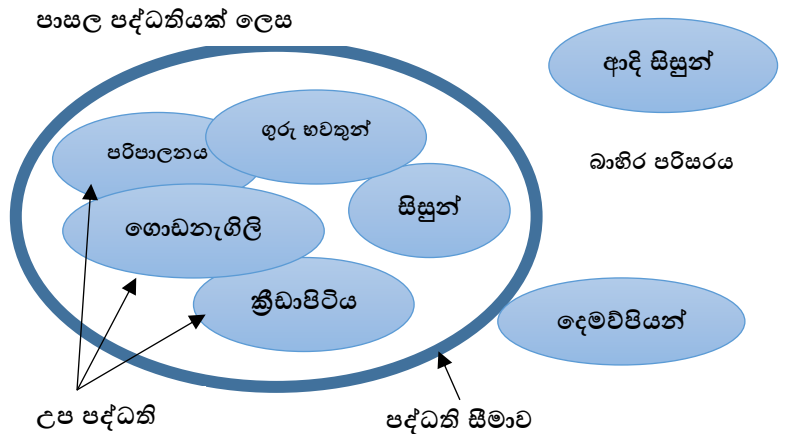 පාසල පද්ධතියක් ලෙස
ආදි සිසුන්
ගුරු භවතුන්
පරිපාලනය
බාහිර පරිසරය
සිසුන්
ගොඩනැගිලි
ක්‍රීඩාපිටිය
දෙමව්පියන්
උප පද්ධති
පද්ධති සීමාව